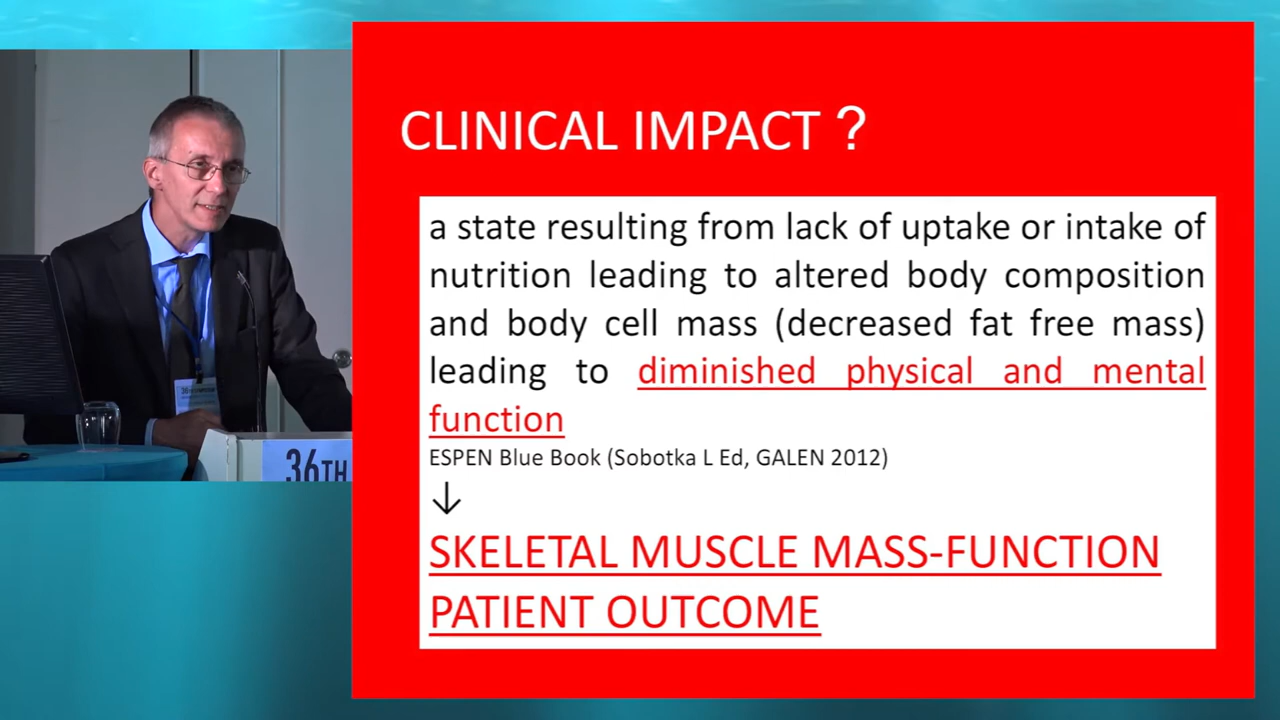 CLINICAL IMPACT ?
a state resulting from lack of uptake or intake of
nutrition leading to altered body composition
and body cell mass (decreased fat free mass)
leading to diminished physical and mental
function
ESPEN Blue Book (Sobotka L Ed, GALEN 2012)
↓
SKELETAL MUSCLE MASS-FUNCTION
PATIENT OUTCOME
36TH